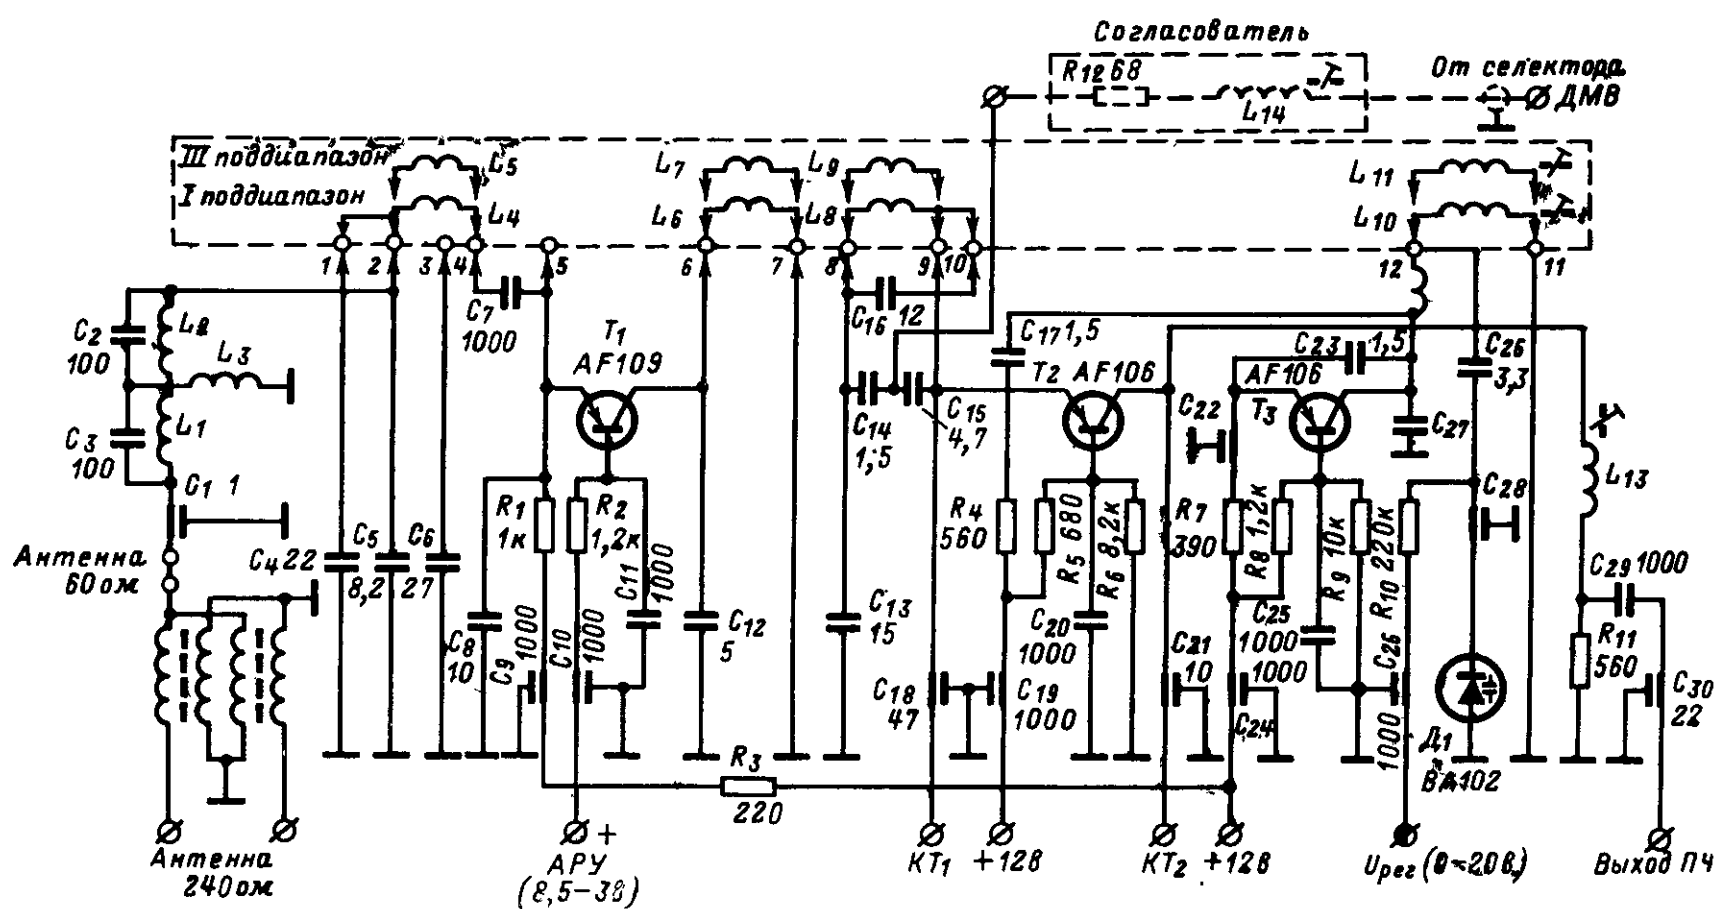 Согласователь
R12 68
L14
От селектора
ДМВ
III поддиапазон
I поддиапазон
L5
L4
L7
L6
L9
L8
L11
L10
1
2
3
4
5
6
7
8
9
10
12
11
C2
100
L2
L3
C3
100
L1
C1 1
Антенна
60 ом
C7
1000
T1
AF109
C16 12
C17 1,5
T2 AF106
C23 1,5
AF106
T3
C26
3,3
C14
1,5
C15
4,7
C22
C27
L13
C28
C4 22
C5
8,2
C6
27
R1
1к
R2
1,2к
C11
1000
C8
10
C9
1000
C10
1000
C12
5
C13
15
R4
560
R5 680
R6 8,2к
C20
1000
C18
47
C19
1000
C21
10
R7
390
R8 1,2к
R9 10к
R10 220к
C25
1000
1000
C24
C26
1000
Д1
ВА102
C29 1000
R11
560
C30
22
R3
220
Антенна
240 ом
+
АРУ
(8,5-3в)
КТ1
+12в
КТ2
+12в
Uрег (0÷20в)
Выход ПЧ